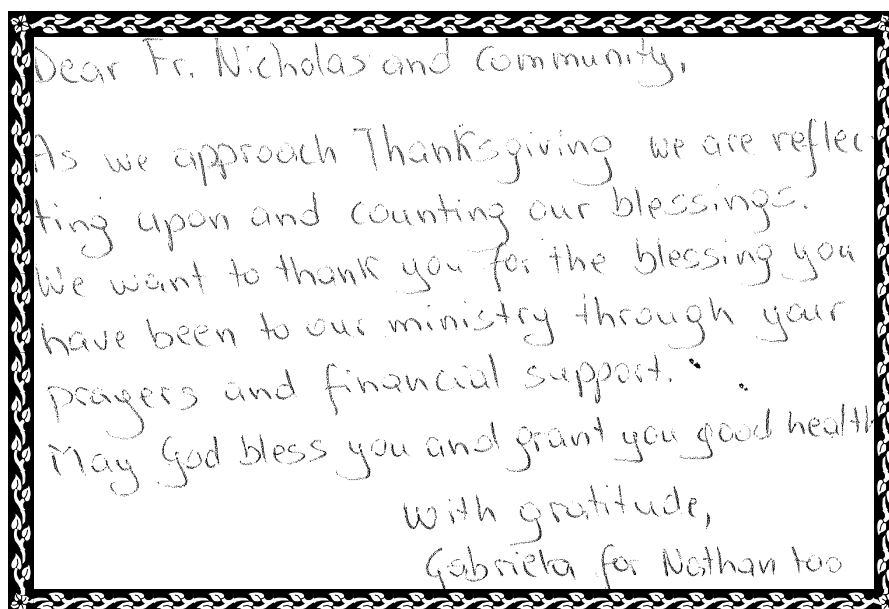 Dear Fr. Nicholas and community,
As we approach Thanksgiving we are reflec-
ting upon and counting our blessings.
We want to thank you for the blessing you
have been to our ministry through your
prayers and financial support.
May God bless you and grant you good health
With gratitude,
Gabriela for Nathan too